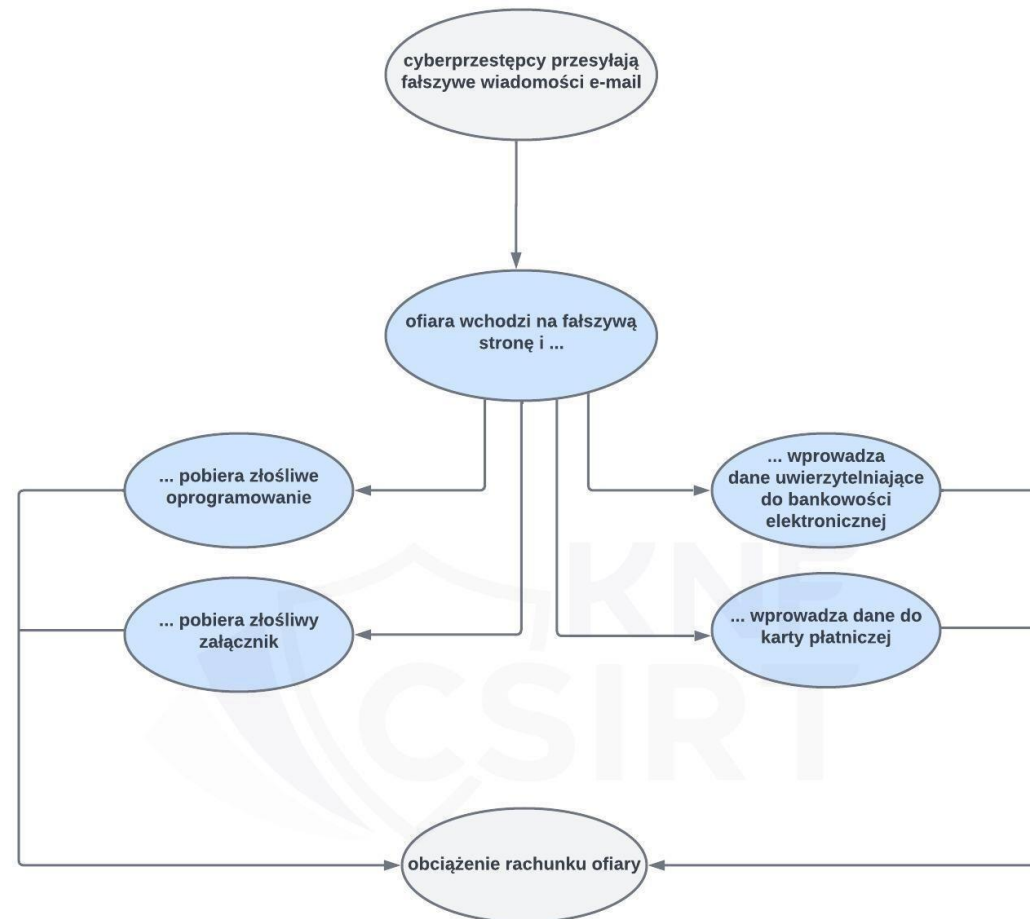 cyberprzestępcy przesyłają
fałszywe wiadomości e-mail
ofiara wchodzi na fałszywą
stronę i ...
... pobiera złośliwe
oprogramowanie
... wprowadza
dane uwierzytelniające
do bankowości
elektronicznej
... pobiera złośliwy
załącznik
... wprowadza dane do
karty płatniczej
KNF
CSIRT
obciążenie rachunku ofiary